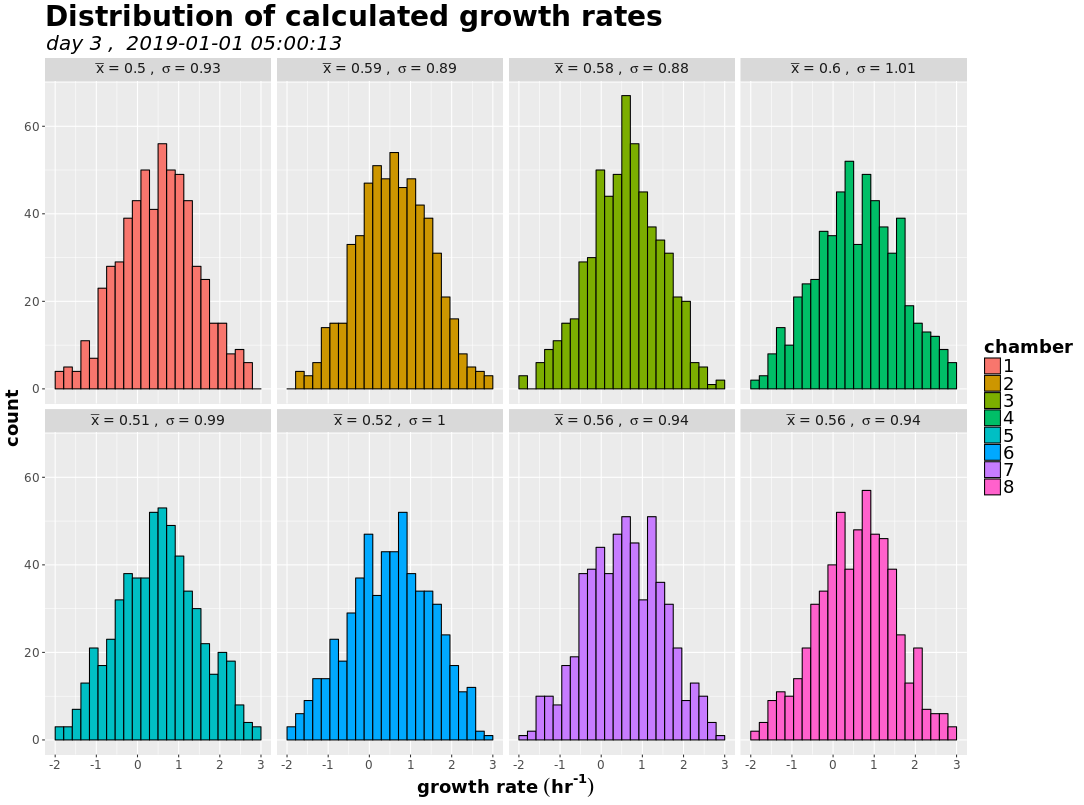 Distribution of calculated growth rates
day 3 ,  2019-01-01 05:00:13
x̅ = 0.5 ,  σ = 0.93
x̅ = 0.59 ,  σ = 0.89
x̅ = 0.58 ,  σ = 0.88
x̅ = 0.6 ,  σ = 1.01
60
40
20
0
x̅ = 0.51 ,  σ = 0.99
x̅ = 0.52 ,  σ = 1
x̅ = 0.56 ,  σ = 0.94
x̅ = 0.56 ,  σ = 0.94
60
40
20
0
-2 -1 0 1 2 3
-2 -1 0 1 2 3
-2 -1 0 1 2 3
-2 -1 0 1 2 3
count
growth rate (hr⁻¹)
chamber
1
2
3
4
5
6
7
8